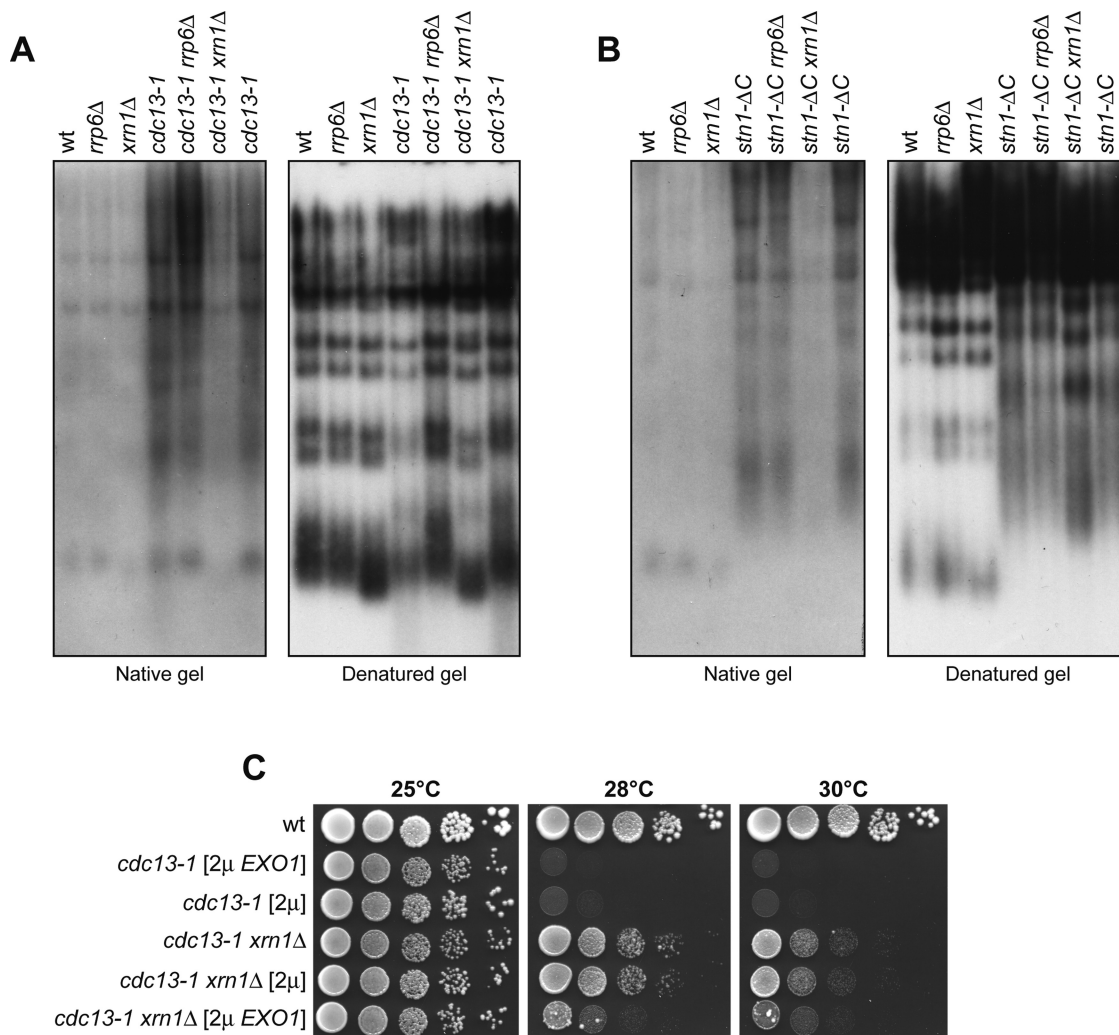 A
wt
rrp6Δ
xrn1Δ
cdc13-1
cdc13-1 rrp6Δ
cdc13-1 xrn1Δ
cdc13-1
wt
rrp6Δ
xrn1Δ
cdc13-1
cdc13-1 rrp6Δ
cdc13-1 xrn1Δ
cdc13-1
Native gel
Denatured gel
B
wt
rrp6Δ
xrn1Δ
stn1-ΔC
stn1-ΔC rrp6Δ
stn1-ΔC xrn1Δ
stn1-ΔC
wt
rrp6Δ
xrn1Δ
stn1-ΔC
stn1-ΔC rrp6Δ
stn1-ΔC xrn1Δ
stn1-ΔC
Native gel
Denatured gel
C
25°C
28°C
30°C
wt
cdc13-1 [2μ EXO1]
cdc13-1 [2μ]
cdc13-1 xrn1Δ
cdc13-1 xrn1Δ [2μ]
cdc13-1 xrn1Δ [2μ EXO1]